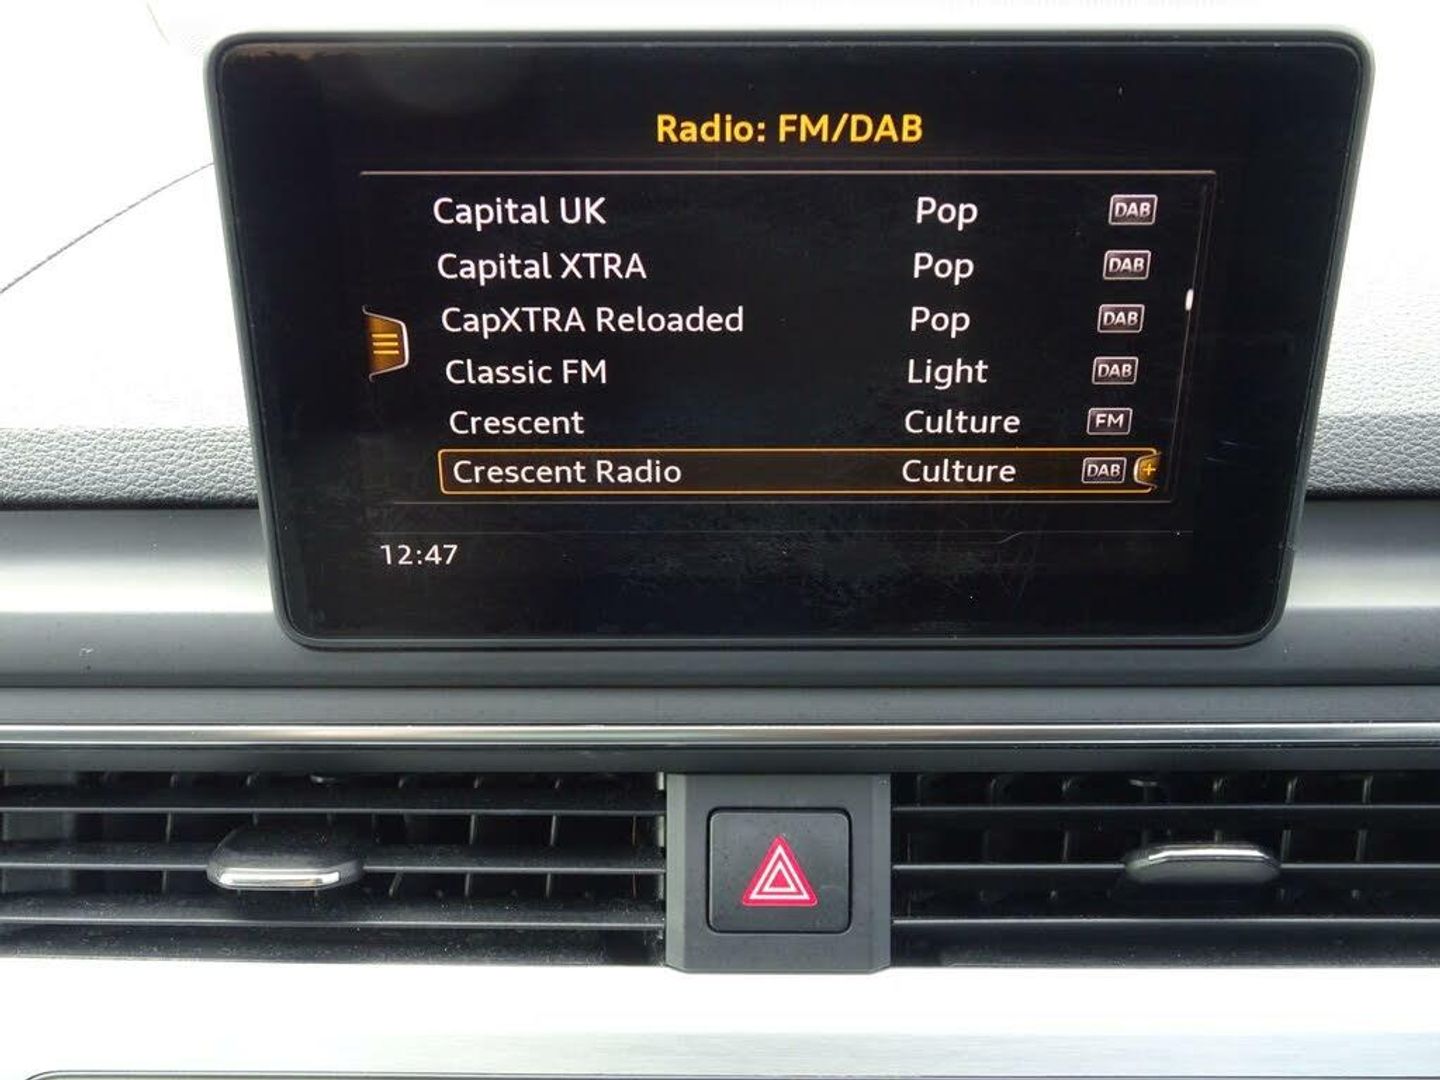 Radio: FM/DAB
Capital UK Pop DAB
Capital XTRA Pop DAB
CapXTRA Reloaded Pop DAB
Classic FM Light DAB
Crescent Culture FM
Crescent Radio Culture DAB +
12:47